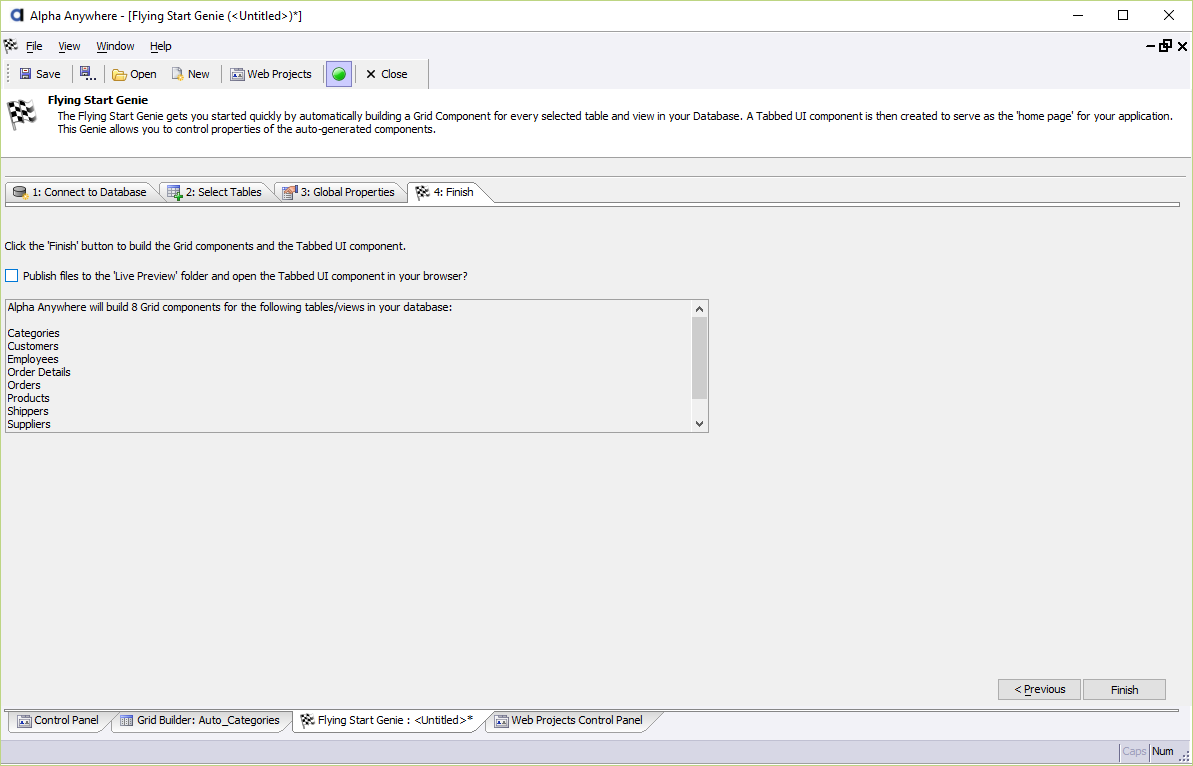 Alpha Anywhere - [Flying Start Genie (<Untitled>)*]
File View Window Help
Save Open New Web Projects Close
Flying Start Genie
The Flying Start Genie gets you started quickly by automatically building a Grid Component for every selected table and view in your Database. A Tabbed UI component is then created to serve as the 'home page' for your application.
This Genie allows you to control properties of the auto-generated components.
1: Connect to Database 2: Select Tables 3: Global Properties 4: Finish
Click the 'Finish' button to build the Grid components and the Tabbed UI component.
Publish files to the 'Live Preview' folder and open the Tabbed UI component in your browser?
Alpha Anywhere will build 8 Grid components for the following tables/views in your database:
Categories
Customers
Employees
Order Details
Orders
Products
Shippers
Suppliers
< Previous Finish
Control Panel Grid Builder: Auto_Categories Flying Start Genie : <Untitled>* Web Projects Control Panel
Caps Num